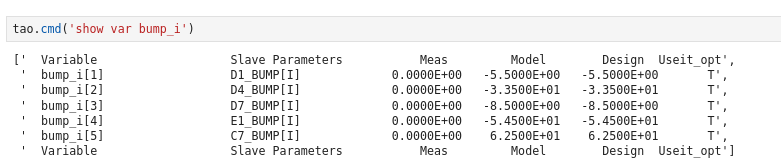 tao.cmd('show var bump_i')
['  Variable                   Slave Parameters           Meas         Model        Design  Useit_opt',
 '  bump_i[1]                  D1_BUMP[I]             0.0000E+00   -5.5000E+00   -5.5000E+00       T',
 '  bump_i[2]                  D4_BUMP[I]             0.0000E+00   -3.3500E+01   -3.3500E+01       T',
 '  bump_i[3]                  D7_BUMP[I]             0.0000E+00   -8.5000E+00   -8.5000E+00       T',
 '  bump_i[4]                  E1_BUMP[I]             0.0000E+00   -5.4500E+01   -5.4500E+01       T',
 '  bump_i[5]                  C7_BUMP[I]             0.0000E+00    6.2500E+01    6.2500E+01       T',
 '  Variable                   Slave Parameters           Meas         Model        Design  Useit_opt']